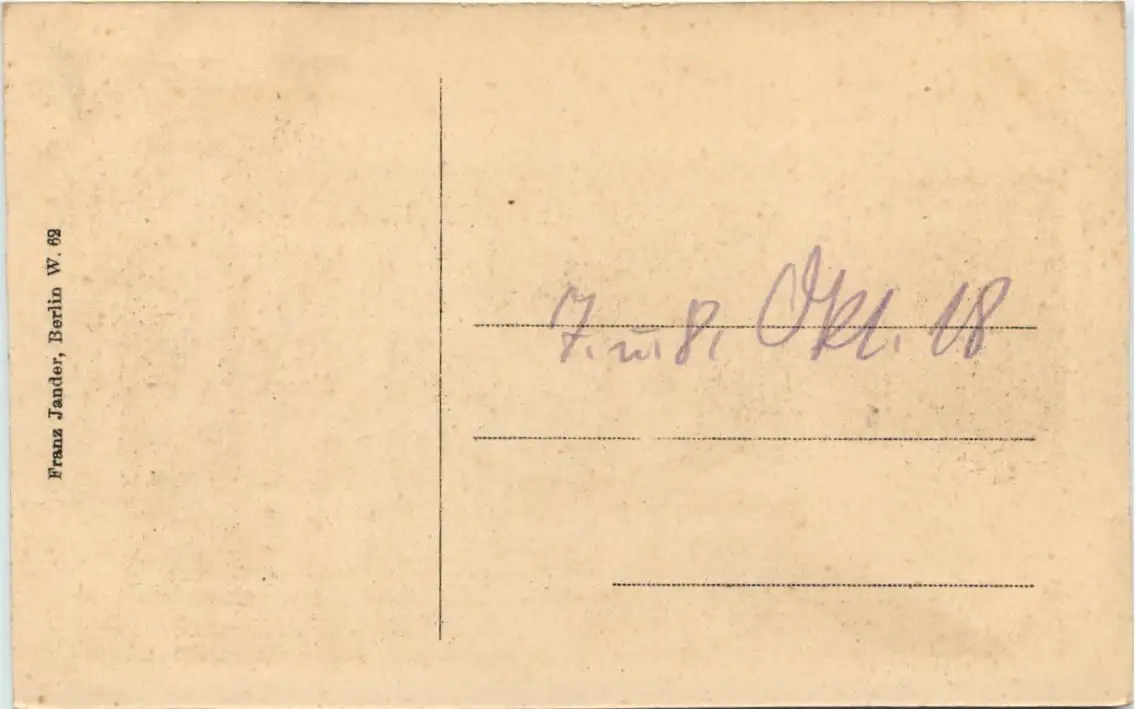 Franz Jander, Berlin W. 62
7. u. 8. Okt. 18